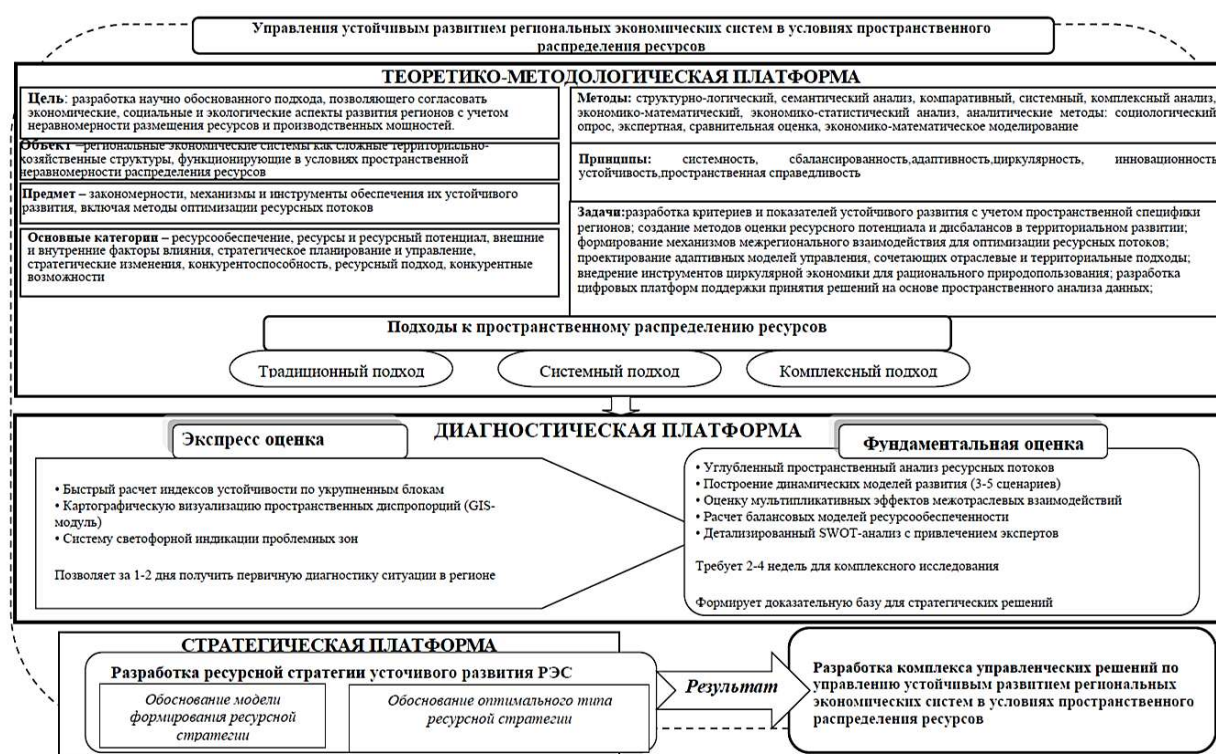 Управления устойчивым развитием региональных экономических систем в условиях пространственного
распределения ресурсов
ТЕОРЕТИКО-МЕТОДОЛОГИЧЕСКАЯ ПЛАТФОРМА
Цель: разработка научно обоснованного подхода, позволяющего согласовать
экономические, социальные и экологические аспекты развития регионов с учетом
неравномерности размещения ресурсов и производственных мощностей.
Объект –региональные экономические системы как сложные территориально-
хозяйственные структуры, функционирующие в условиях пространственной
неравномерности распределения ресурсов
Предмет – закономерности, механизмы и инструменты обеспечения их устойчивого
развития, включая методы оптимизации ресурсных потоков
Основные категории – ресурсообеспечение, ресурсы и ресурсный потенциал, внешние
и внутренние факторы влияния, стратегическое планирование и управление,
стратегические изменения, конкурентоспособность, ресурсный подход, конкурентные
возможности
Методы: структурно-логический, семантический анализ, компаративный, системный, комплексный анализ,
экономико-математический, экономико-статистический анализ, аналитические методы: социологический
опрос, экспертная, сравнительная оценка, экономико-математическое моделирование
Принципы: системность, сбалансированность,адаптивность,циркулярность, инновационность
устойчивость,пространственная справедливость
Задачи:разработка критериев и показателей устойчивого развития с учетом пространственной специфики
регионов; создание методов оценки ресурсного потенциала и дисбалансов в территориальном развитии;
формирование механизмов межрегионального взаимодействия для оптимизации ресурсных потоков;
проектирование адаптивных моделей управления, сочетающих отраслевые и территориальные подходы;
внедрение инструментов циркулярной экономики для рационального природопользования; разработка
цифровых платформ поддержки принятия решений на основе пространственного анализа данных;
Подходы к пространственному распределению ресурсов
Традиционный подход
Системный подход
Комплексный подход
ДИАГНОСТИЧЕСКАЯ ПЛАТФОРМА
Экспресс оценка
• Быстрый расчет индексов устойчивости по укрупненным блокам
• Картографическую визуализацию пространственных диспропорций (GIS-
модуль)
• Систему светофорной индикации проблемных зон
Позволяет за 1-2 дня получить первичную диагностику ситуации в регионе
Фундаментальная оценка
• Углубленный пространственный анализ ресурсных потоков
• Построение динамических моделей развития (3-5 сценариев)
• Оценку мультипликативных эффектов межотраслевых взаимодействий
• Расчет балансовых моделей ресурсообеспеченности
• Детализированный SWOT-анализ с привлечением экспертов
Требует 2-4 недель для комплексного исследования
Формирует доказательную базу для стратегических решений
СТРАТЕГИЧЕСКАЯ ПЛАТФОРМА
Разработка ресурсной стратегии усточивого развития РЭС
Обоснование модели
формирования ресурсной
стратегии
Обоснование оптимального типа
ресурсной стратегии
Результат
Разработка комплекса управленческих решений по
управлению устойчивым развитием региональных
экономических систем в условиях пространственного
распределения ресурсов